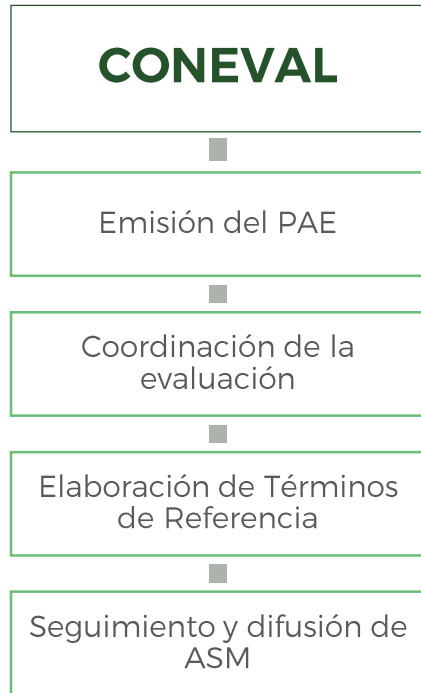 CONEVAL
Emisión del PAE
Coordinación de la
evaluación
Elaboración de Términos
de Referencia
Seguimiento y difusión de
ASM